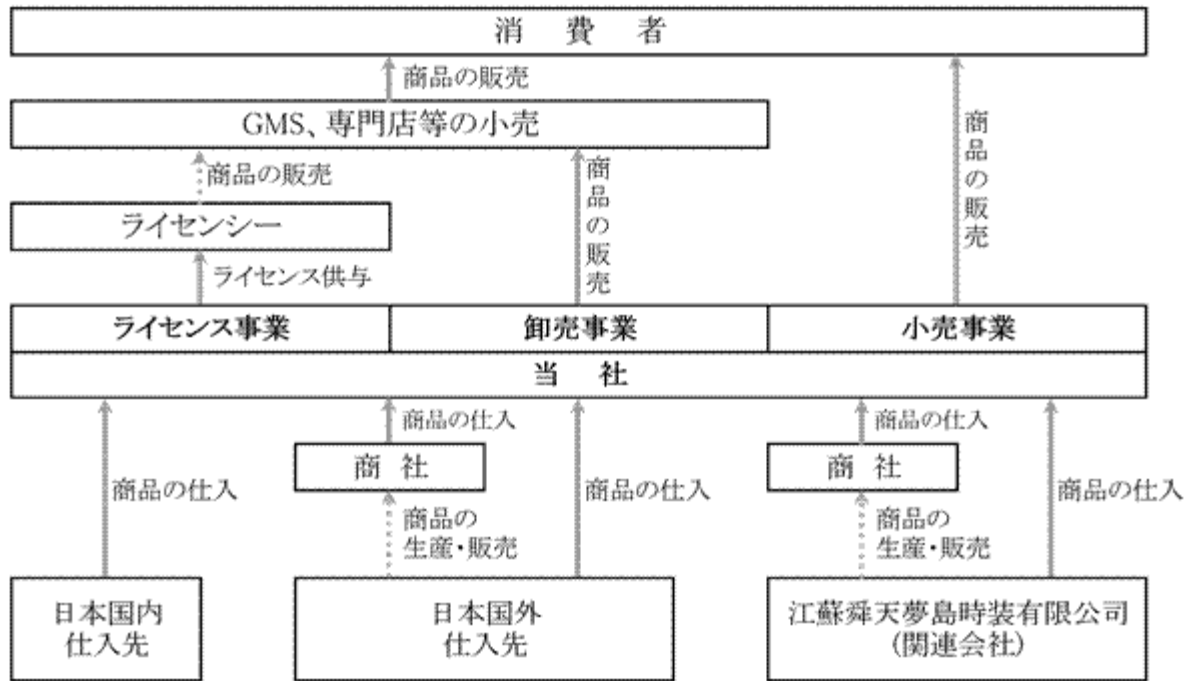 消　費　者
商品の販売
GMS、専門店等の小売
商品の販売
商品の販売
商品の販売
ライセンシー
ライセンス供与
ライセンス事業
卸売事業
小売事業
当　社
商品の仕入
商品の仕入
商　社
商　社
商品の仕入
商品の仕入
商品の仕入
商品の
生産・販売
商品の
生産・販売
日本国内
仕入先
日本国外
仕入先
江蘇舜天夢島時装有限公司
(関連会社)